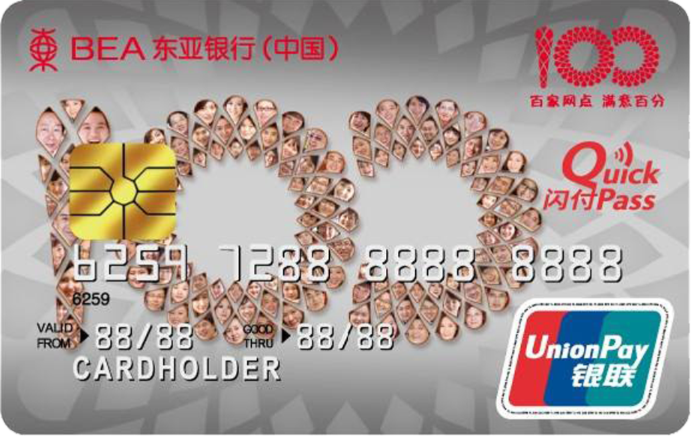 BEA 东亚银行(中国)
100
百家网点 满意百分
Quick
闪付Pass
6259 7288 8888 8888
6259
VALID FROM 88/88 GOOD THRU 88/88
CARDHOLDER
UnionPay
银联